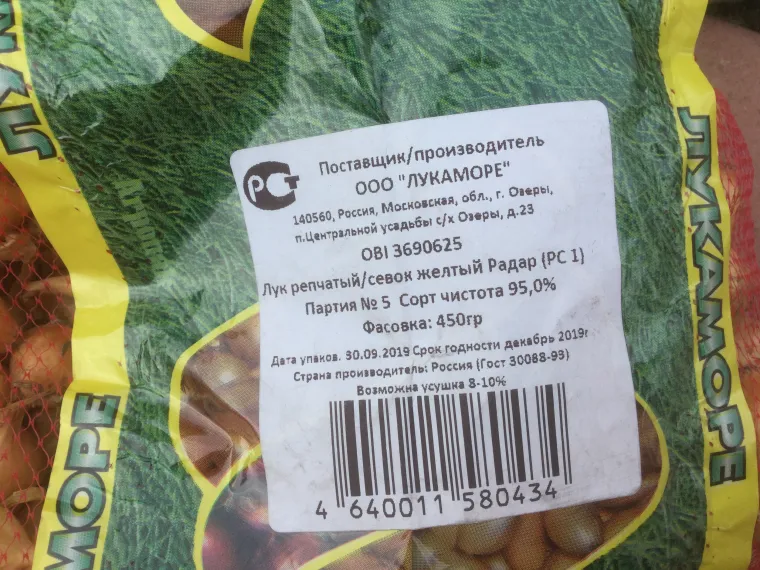 РСТ
Поставщик/производитель
ООО "ЛУКАМОРЕ"
140560, Россия, Московская, обл., г. Озеры,
п.Центральной усадьбы с/х Озеры, д.23
OBI 3690625
Лук репчатый/севок желтый Радар (РС 1)
Партия № 5 Сорт чистота 95,0%
Фасовка: 450гр
Дата упаков. 30.09.2019 Срок годности декабрь 2019г
Страна производитель: Россия (Гост 30088-93)
Возможна усушка 8-10%
4 640011 580434
ЛУКАМОРЕ
МОРЕ
ЛУК